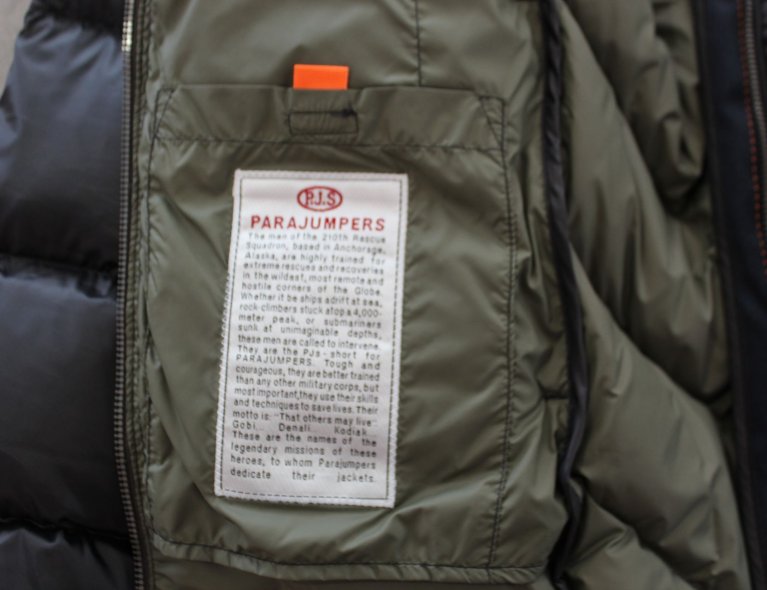 P.J.S
PARAJUMPERS
The men of the 210th Rescue
Squadron, based in Anchorage,
Alaska, are highly trained for
extreme rescues and recoveries
in the wildest, most remote and
hostile corners of the Globe.
Whether it be ships adrift at sea,
rock-climbers stuck atop a 4,000-
meter peak, or submariners
sunk at unimaginable depths,
these men are called to intervene.
They are the PJs - short for
PARAJUMPERS. Tough and
courageous, they are better trained
than any other military corps, but
most important, they use their skills
and techniques to save lives. Their
motto is: "That others may live".
Gobi... Denali... Kodiak...
These are the names of the
legendary missions of these
heroes, to whom Parajumpers
dedicate their jackets.